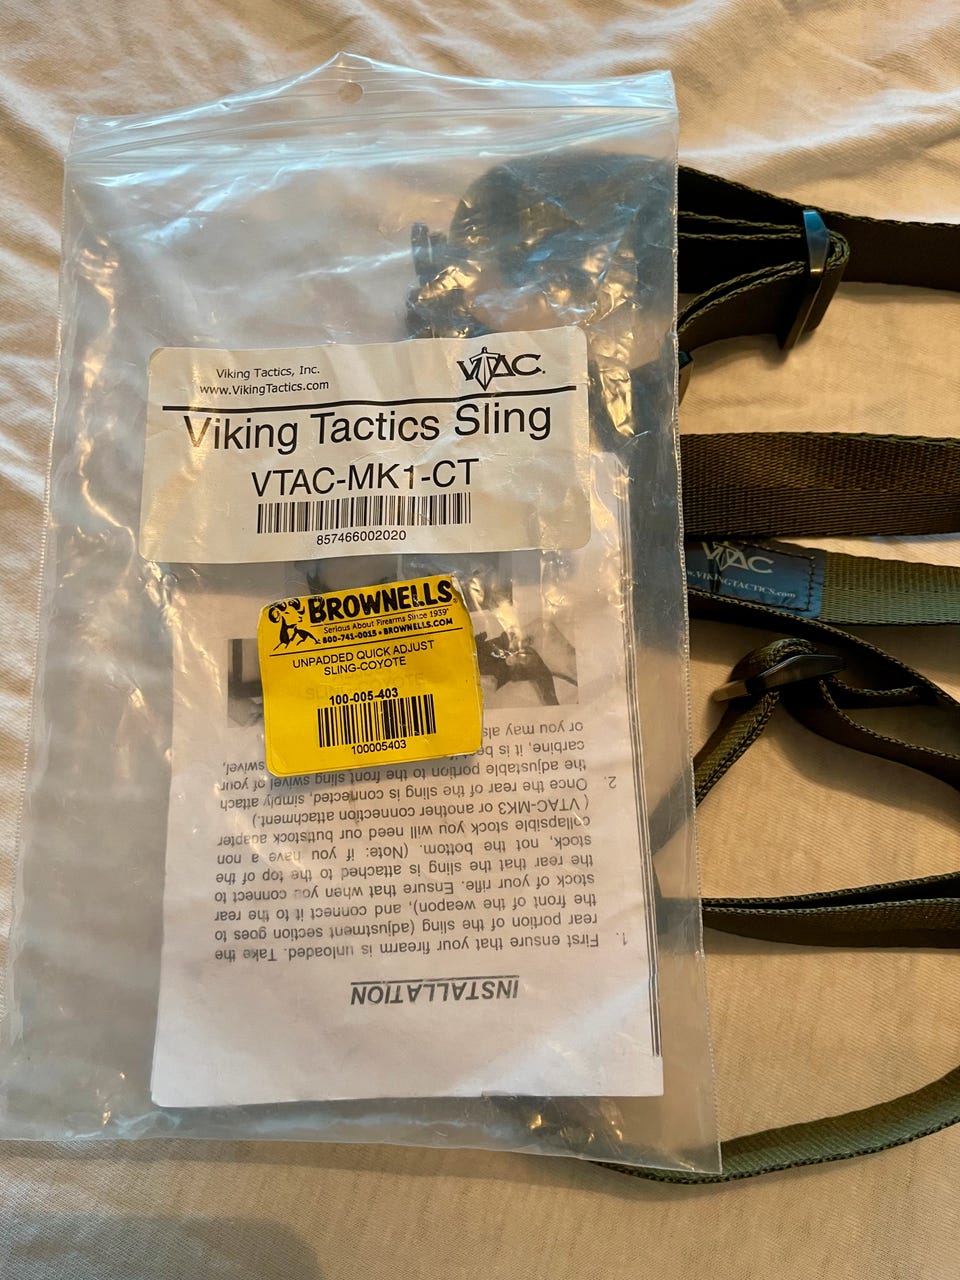 Viking Tactics, Inc.
www.VikingTactics.com
VTAC.
Viking Tactics Sling
VTAC-MK1-CT
857466002020
BROWNELLS
Serious About Firearms Since 1939
800-741-0015 • BROWNELLS.COM
UNPADDED QUICK ADJUST
SLING-COYOTE
100-005-403
100005403
VTAC
.VIKINGTACTICS.com
INSTALLATION
1. First ensure that your firearm is unloaded. Take the
rear portion of the sling (adjustment section goes to
the front of the weapon), and connect it to the rear
stock of your rifle. Ensure that when you connect to
the rear that the sling is attached to the top of the
stock, not the bottom. (Note: if you have a non
collapsible stock you will need our buttstock adapter
(VTAC-MK3 or another connection attachment.)
2. Once the rear of the sling is connected, simply attach
the adjustable portion to the front sling swivel of your
carbine, it is swivel,
or you may